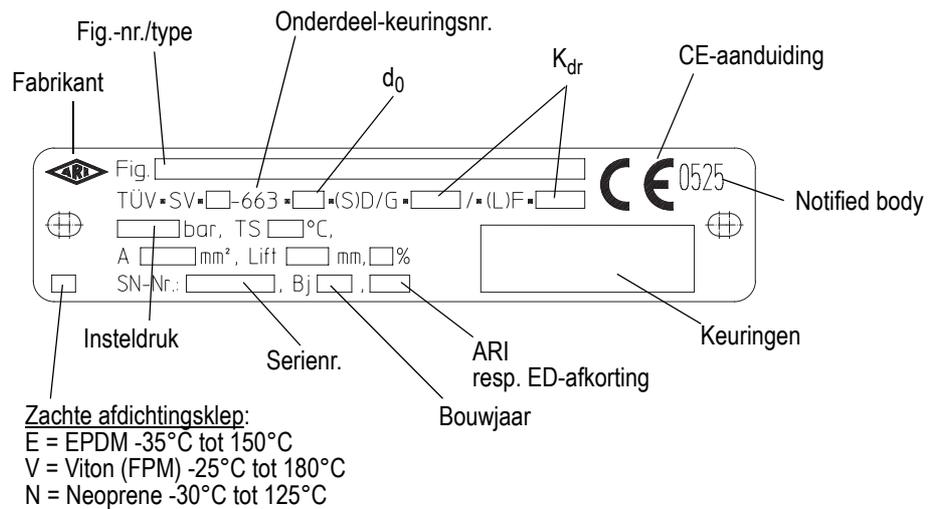 Onderdeel-keuringsnr.
Fig.-nr./type
Kdr
CE-aanduiding
d0
Fabrikant
ARI
Fig.
CE 0525
TÜV▪SV▪ -663 ▪ ▪(S)D/G▪ /▪(L)F▪
Notified body
bar, TS °C,
A mm², Lift mm, %
SN-Nr.: , Bj ,
Insteldruk
Keuringen
Serienr.
ARI
resp. ED-afkorting
Bouwjaar
Zachte afdichtingsklep:
E = EPDM -35°C tot 150°C
V = Viton (FPM) -25°C tot 180°C
N = Neoprene -30°C tot 125°C